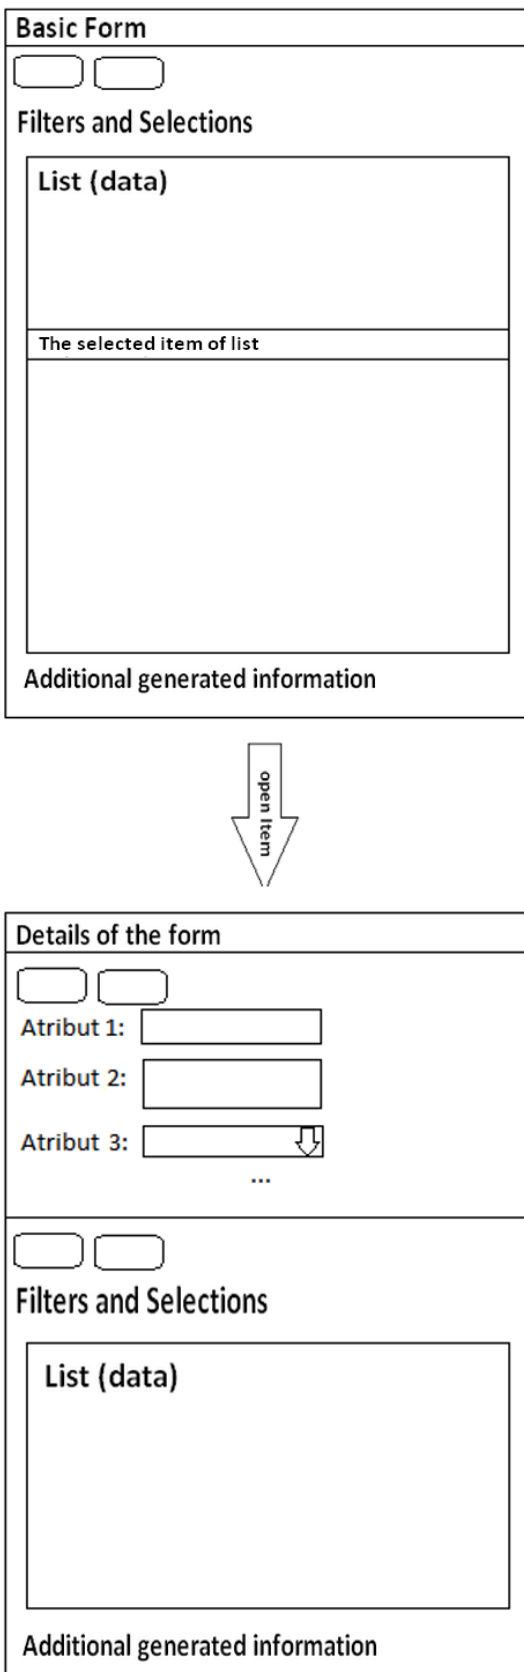 Basic Form
Filters and Selections
List (data)
The selected item of list
Additional generated information
open Item
Details of the form
Atribut 1:
Atribut 2:
Atribut 3:
...
Filters and Selections
List (data)
Additional generated information